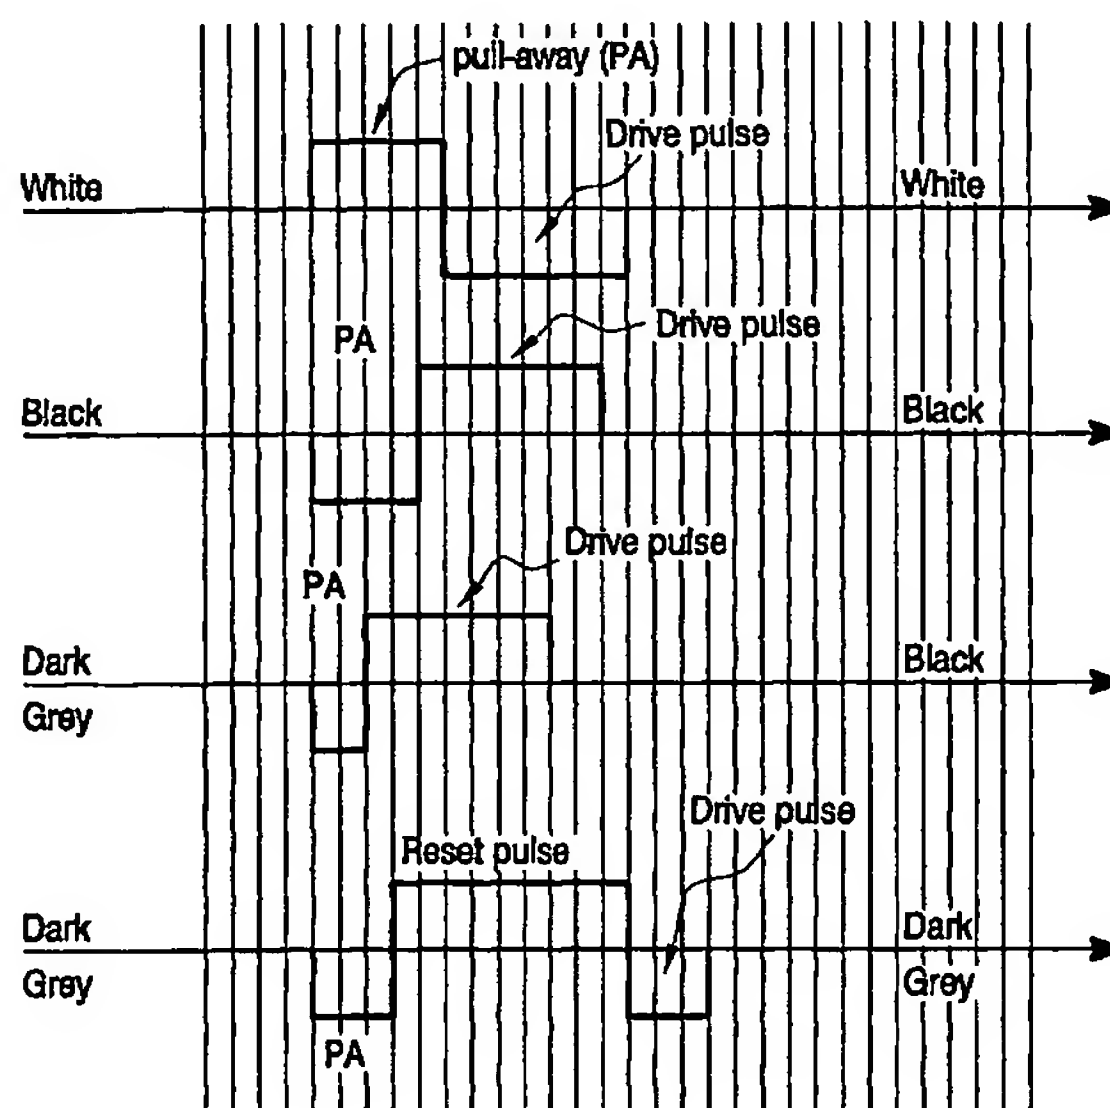 pull-away (PA)
Drive pulse
White
White
PA
Drive pulse
Black
Black
Drive pulse
PA
Dark
Grey
Black
Drive pulse
Reset pulse
Dark
Grey
Dark
Grey
PA